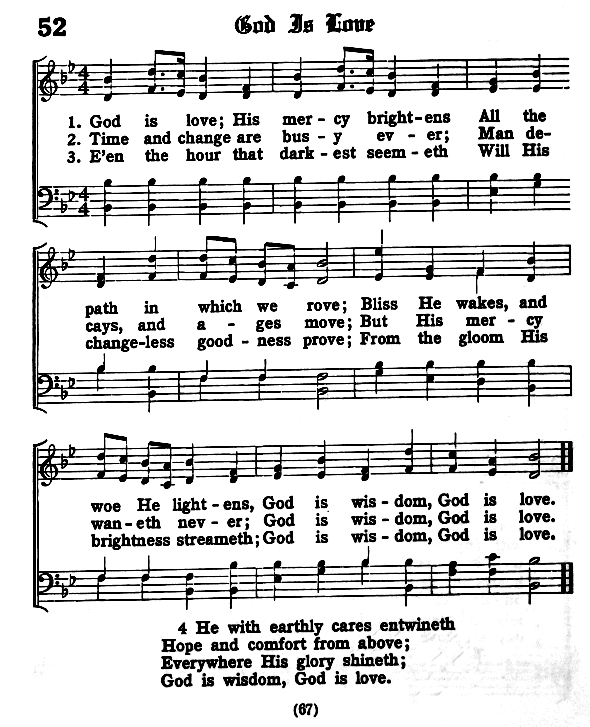 52
God Is Love
1. God is love; His mer-cy bright-ens All the
2. Time and change are bus-y ev-er; Man de-
3. E'en the hour that dark-est seem-eth Will His
path in which we rove; Bliss He wakes, and
cays, and a-ges move; But His mer-cy
change-less good-ness prove; From the gloom His
woe He light-ens, God is wis-dom, God is love.
wan-eth nev-er; God is wis-dom, God is love.
brightness streameth; God is wis-dom, God is love.
4 He with earthly cares entwineth
Hope and comfort from above;
Everywhere His glory shineth;
God is wisdom, God is love.
(67)